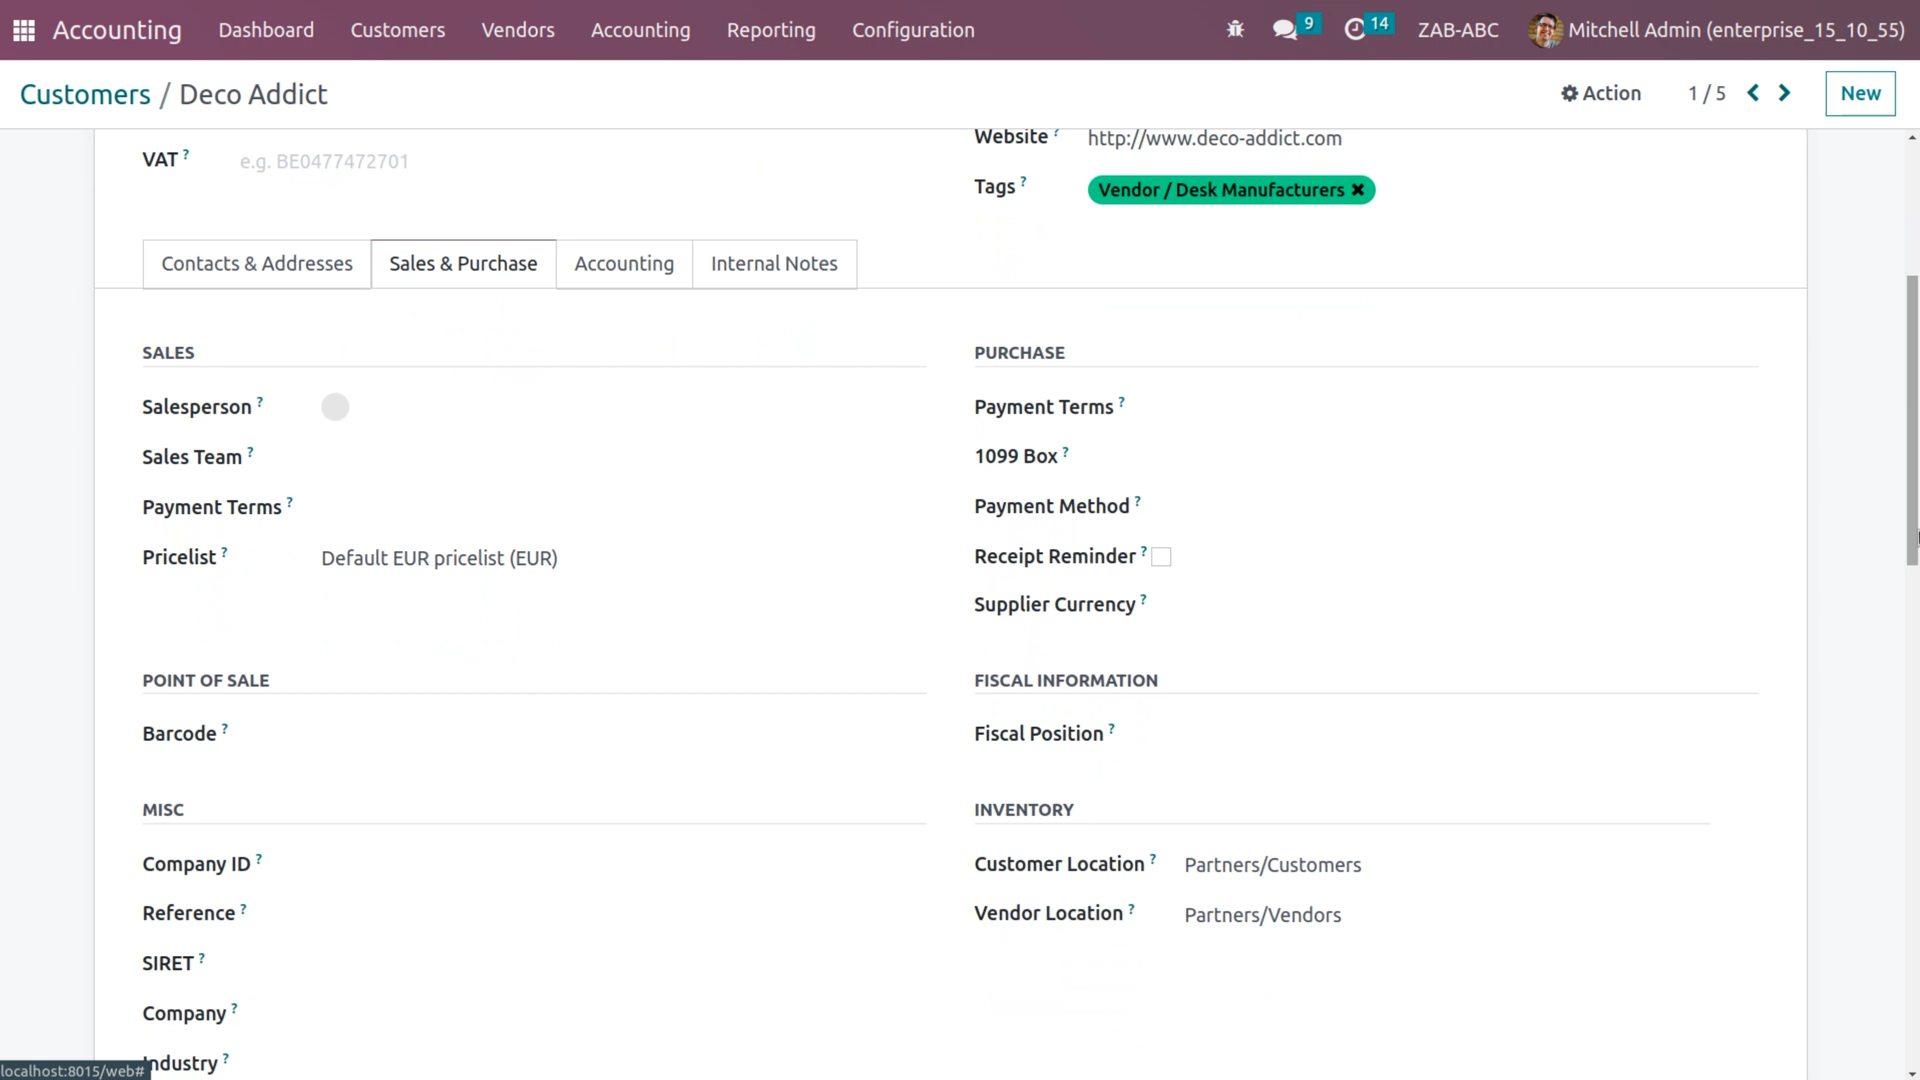 Accounting Dashboard Customers Vendors Accounting Reporting Configuration 9 14 ZAB-ABC Mitchell Admin (enterprise_15_10_55)
Customers / Deco Addict Action 1 / 5 New
Website ? http://www.deco-addict.com
VAT ? e.g. BE0477472701
Tags ? Vendor / Desk Manufacturers ✖
Contacts & Addresses Sales & Purchase Accounting Internal Notes
SALES
Salesperson ?
Sales Team ?
Payment Terms ?
Pricelist ? Default EUR pricelist (EUR)
PURCHASE
Payment Terms ?
1099 Box ?
Payment Method ?
Receipt Reminder ?
Supplier Currency ?
POINT OF SALE
Barcode ?
FISCAL INFORMATION
Fiscal Position ?
MISC
Company ID ?
Reference ?
SIRET ?
Company ?
Industry ?
INVENTORY
Customer Location ? Partners/Customers
Vendor Location ? Partners/Vendors
localhost:8015/web#